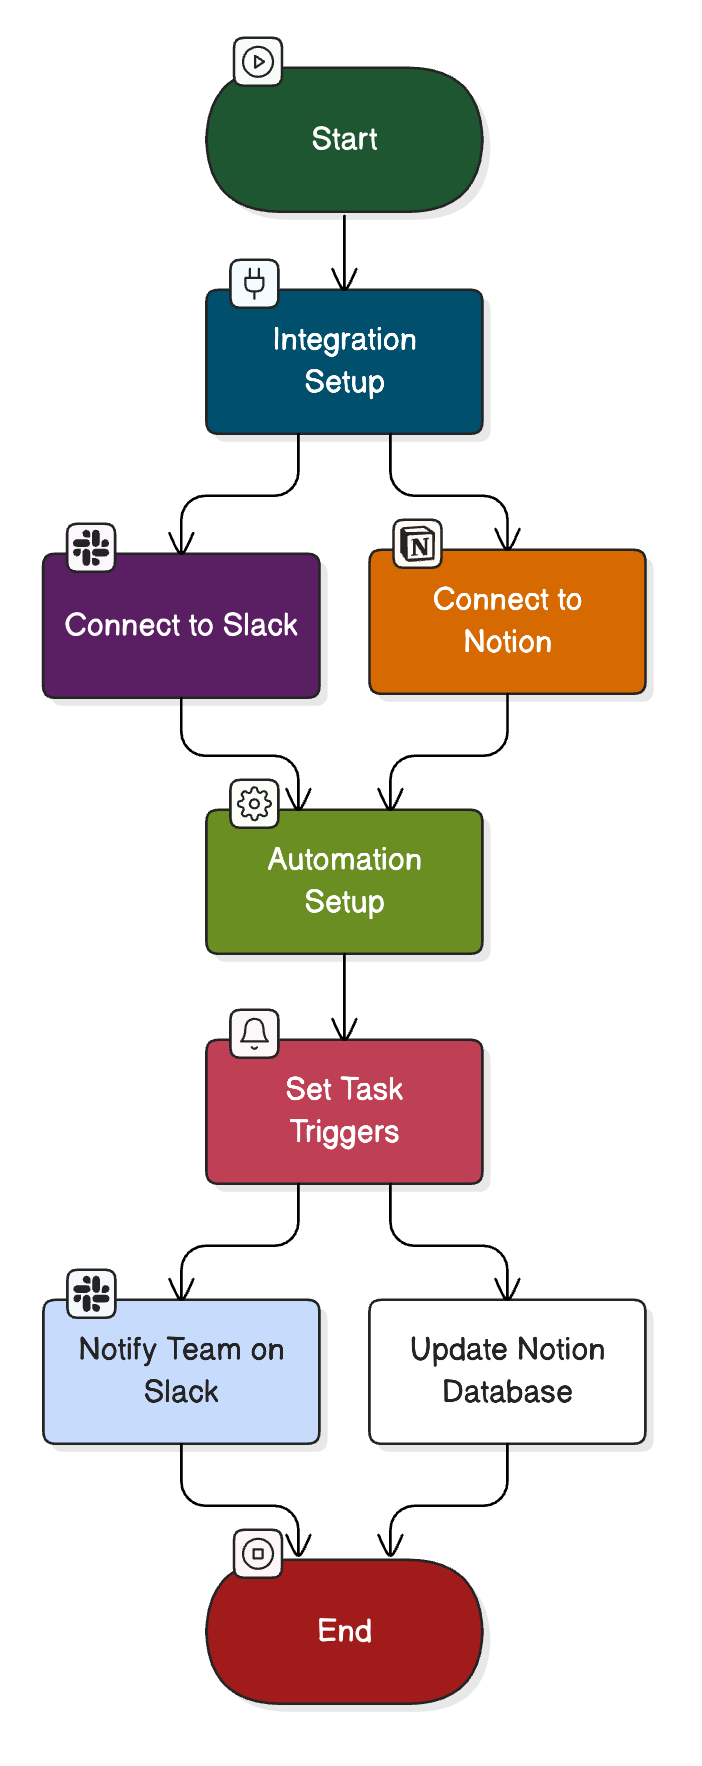 Start
Integration
Setup
Connect to Slack
N
Connect to
Notion
Automation
Setup
Set Task
Triggers
Notify Team on
Slack
Update Notion
Database
End